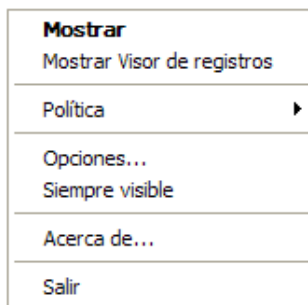 Mostrar
Mostrar Visor de registros
Política
Opciones...
Siempre visible
Acerca de...
Salir